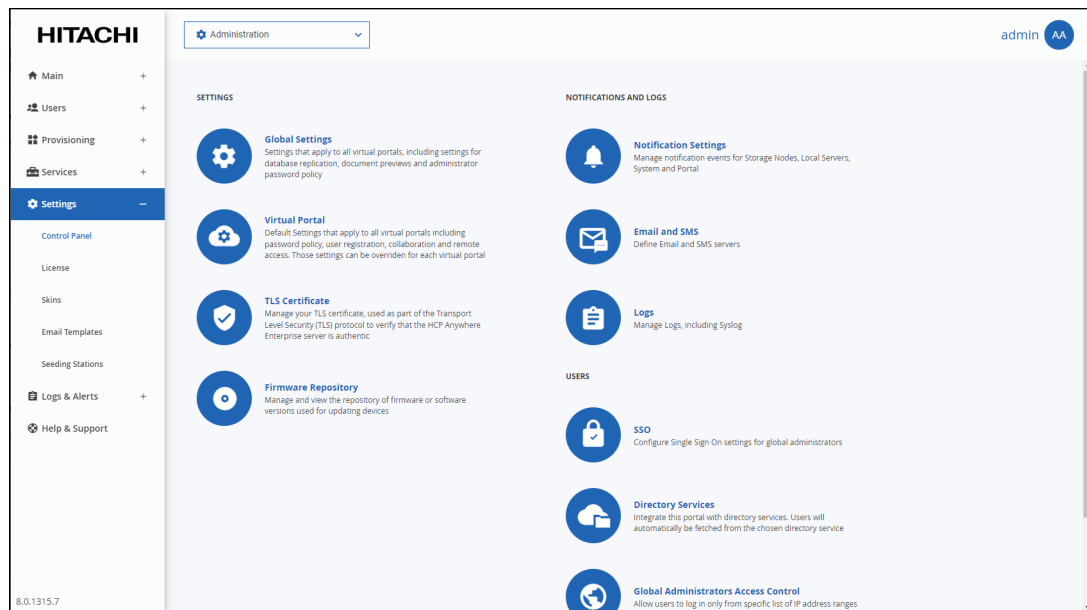 HITACHI
Administration
admin
AA
Main
Users
Provisioning
Services
Settings
Control Panel
License
Skins
Email Templates
Seeding Stations
Logs & Alerts
Help & Support
8.0.1315.7
SETTINGS
Global Settings
Settings that apply to all virtual portals, including settings for
database replication, document previews and administrator
password policy
Virtual Portal
Default Settings that apply to all virtual portals including
password policy, user registration, collaboration and remote
access. Those settings can be overriden for each virtual portal
TLS Certificate
Manage your TLS certificate, used as part of the Transport
Level Security (TLS) protocol to verify that the HCP Anywhere
Enterprise server is authentic
Firmware Repository
Manage and view the repository of firmware or software
versions used for updating devices
NOTIFICATIONS AND LOGS
Notification Settings
Manage notification events for Storage Nodes, Local Servers,
System and Portal
Email and SMS
Define Email and SMS servers
Logs
Manage Logs, including Syslog
USERS
SSO
Configure Single Sign On settings for global administrators
Directory Services
Integrate this portal with directory services. Users will
automatically be fetched from the chosen directory service
Global Administrators Access Control
Allow users to log in only from specific list of IP address ranges